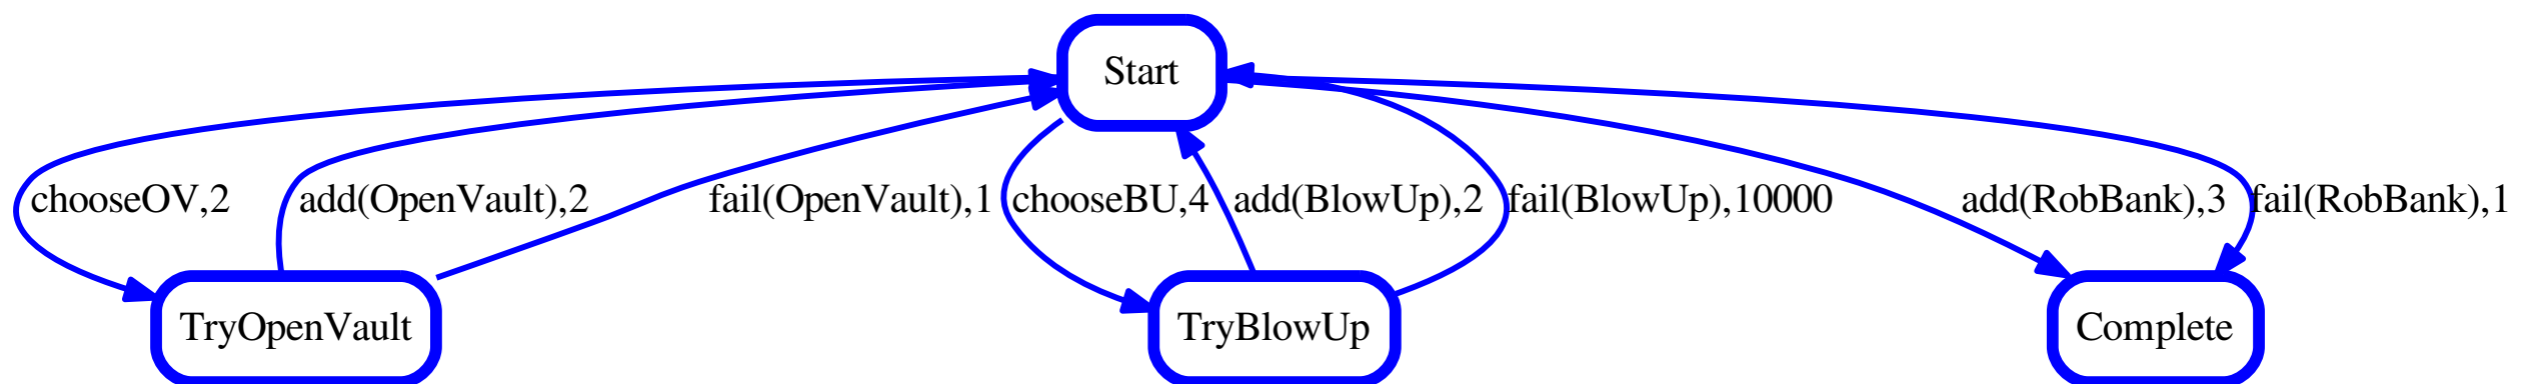 Start
chooseOV,2
add(OpenVault),2
fail(OpenVault),1
chooseBU,4
add(BlowUp),2
fail(BlowUp),10000
add(RobBank),3
fail(RobBank),1
TryOpenVault
TryBlowUp
Complete